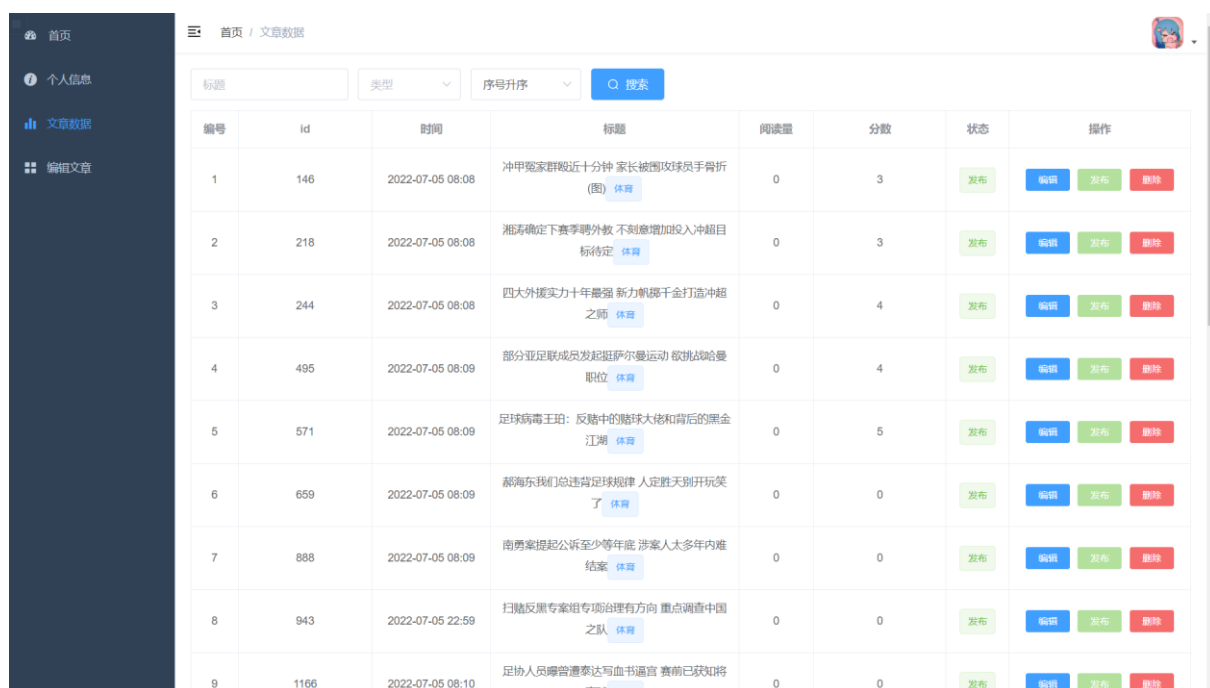 首页
个人信息
文章数据
编辑文章
首页 / 文章数据
标题 类型 序号升序 搜索
编号 id 时间 标题 阅读量 分数 状态 操作
1 146 2022-07-05 08:08 冲甲冤家群殴近十分钟 家长被围攻球员手骨折 0 3 发布 编辑 发布 删除
(图) 体育
2 218 2022-07-05 08:08 湘涛确定下赛季聘外教 不刻意增加投入冲超目 0 3 发布 编辑 发布 删除
标待定 体育
3 244 2022-07-05 08:08 四大外援实力十年最强 新力帆掷千金打造冲超 0 4 发布 编辑 发布 删除
之师 体育
4 495 2022-07-05 08:09 部分亚足联成员发起挺萨尔曼运动 欲挑战哈曼 0 4 发布 编辑 发布 删除
职位 体育
5 571 2022-07-05 08:09 足球病毒王珀：反赌中的赌球大佬和背后的黑金 0 5 发布 编辑 发布 删除
江湖 体育
6 659 2022-07-05 08:09 郝海东我们总违背足球规律 人定胜天别开玩笑 0 0 发布 编辑 发布 删除
了 体育
7 888 2022-07-05 08:09 南勇案提起公诉至少等年底 涉案人太多年内难 0 0 发布 编辑 发布 删除
结案 体育
8 943 2022-07-05 22:59 扫赌反黑专案组专项治理有方向 重点调查中国 0 0 发布 编辑 发布 删除
之队 体育
9 1166 2022-07-05 08:10 足协人员曝曾遭泰达写血书逼宫 赛前已获知将 0 0 发布 编辑 发布 删除